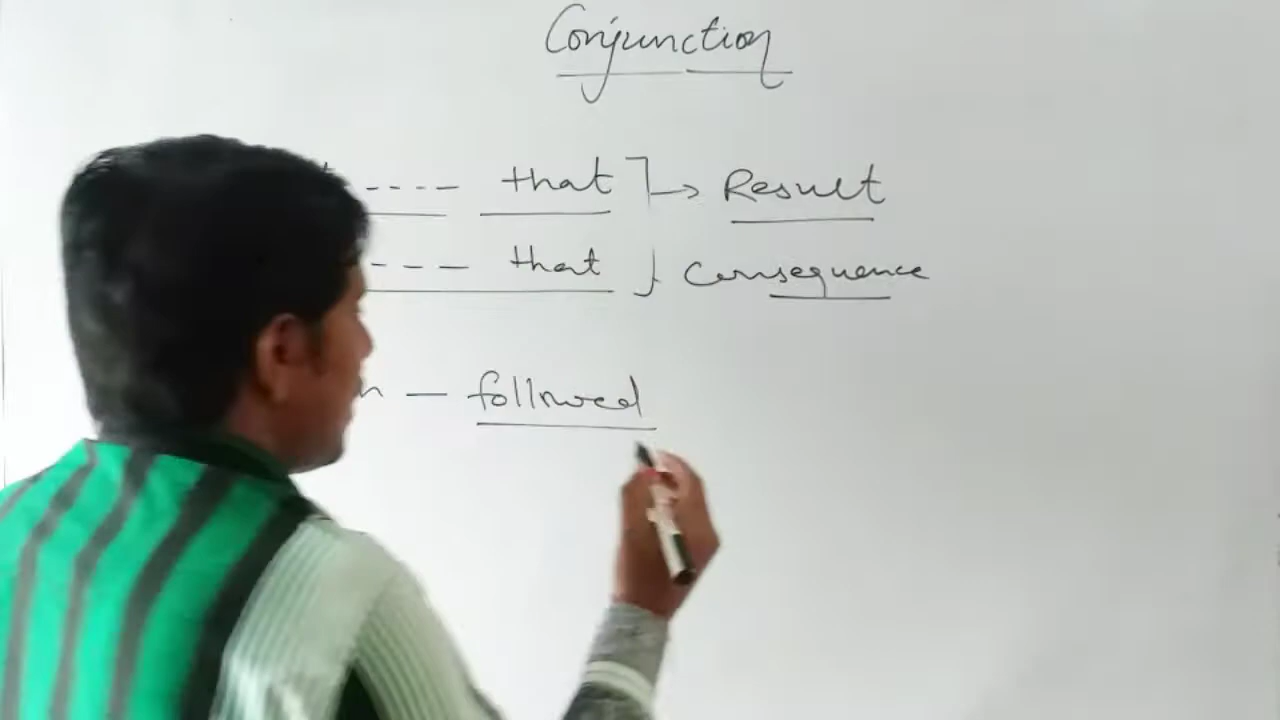 Conjunction
---- that ] → Result
--- that } Consequence
— followed